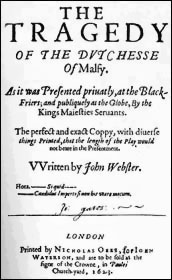 THE
TRAGEDY
OF THE DVTCHESSE
Of Malfy.
As it was Presented priuatly, at the Black-
Friers; and publiquely at the Globe, By the
Kings Maiesties Seruants.
The perfect and exact Coppy, with diuerse
things Printed, that the length of the Play would
not beare in the Presentment.
VVritten by John Webster.
Hora. Siquid
Candidus Imperti si non his utere mecum.
LONDON
Printed by NICHOLAS OKES, for IOHN
WATERSON, and are to be sold at the
signe of the Crowne, in Paules
Church-yard, 1623.